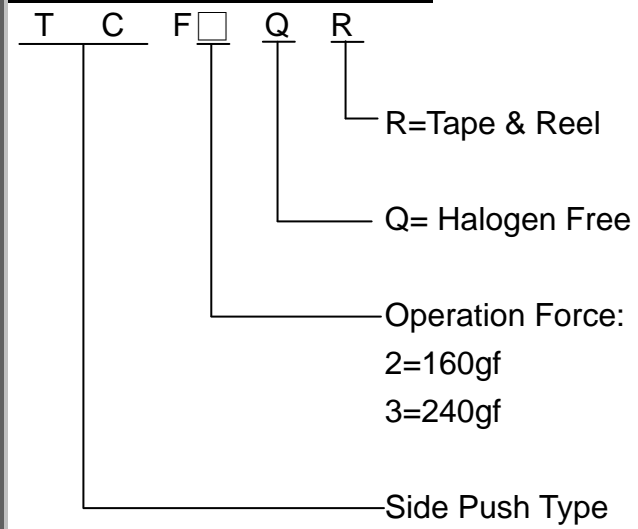 T C F□ Q R
R=Tape & Reel
Q= Halogen Free
Operation Force:
2=160gf
3=240gf
Side Push Type